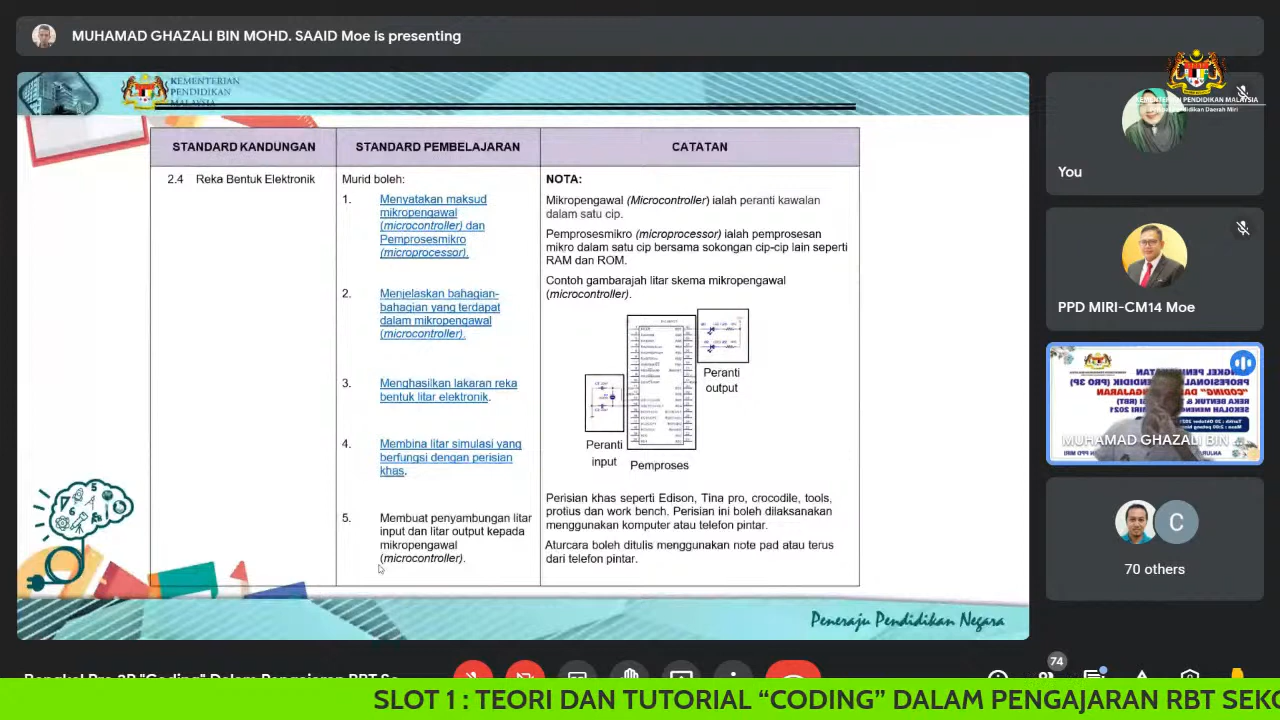 MUHAMAD GHAZALI BIN MOHD. SAAID Moe is presenting
KEMENTERIAN
PENDIDIKAN
MALAYSIA
STANDARD KANDUNGAN
STANDARD PEMBELAJARAN
CATATAN
2.4 Reka Bentuk Elektronik
Murid boleh:
1. Menyatakan maksud
mikropengawal
(microcontroller) dan
Pemprosesmikro
(microprocessor).
2. Menjelaskan bahagian-
bahagian yang terdapat
dalam mikropengawal
(microcontroller).
3. Menghasilkan lakaran reka
bentuk litar elektronik.
4. Membina litar simulasi yang
berfungsi dengan perisian
khas.
5. Membuat penyambungan litar
input dan litar output kepada
mikropengawal
(microcontroller).
NOTA:
Mikropengawal (Microcontroller) ialah peranti kawalan
dalam satu cip.
Pemprosesmikro (microprocessor) ialah pemprosesan
mikro dalam satu cip bersama sokongan cip-cip lain seperti
RAM dan ROM.
Contoh gambarajah litar skema mikropengawal
(microcontroller).
Peranti
output
Peranti
input
Pemproses
Perisian khas seperti Edison, Tina pro, crocodile, tools,
protius dan work bench. Perisian ini boleh dilaksanakan
menggunakan komputer atau telefon pintar.
Aturcara boleh ditulis menggunakan note pad atau terus
dari telefon pintar.
Peneraju Pendidikan Negara
KEMENTERIAN PENDIDIKAN MALAYSIA
Pendidikan Daerah Miri
You
PPD MIRI-CM14 Moe
MUHAMAD GHAZALI BIN ...
C
70 others
74
SLOT 1 : TEORI DAN TUTORIAL “CODING” DALAM PENGAJARAN RBT